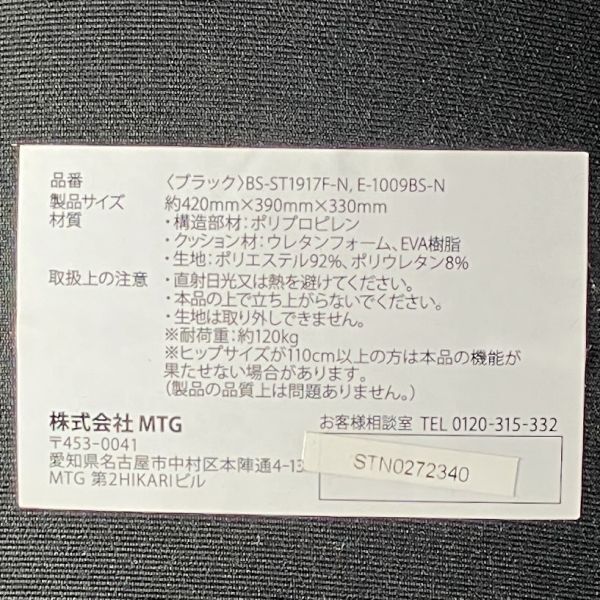 品番 〈ブラック〉BS-ST1917F-N, E-1009BS-N
製品サイズ 約420mm×390mm×330mm
材質 ・構造部材：ポリプロピレン
・クッション材：ウレタンフォーム、EVA樹脂
・生地：ポリエステル92%、ポリウレタン8%
取扱上の注意 ・直射日光又は熱を避けてください。
・本品の上で立ち上がらないでください。
・生地は取り外しできません。
※耐荷重：約120kg
※ヒップサイズが110cm以上の方は本品の機能が
果たせない場合があります。
(製品の品質上は問題ありません。)
株式会社 MTG お客様相談室 TEL 0120-315-332
〒453-0041
愛知県名古屋市中村区本陣通4-13
MTG 第2HIKARIビル
STN0272340